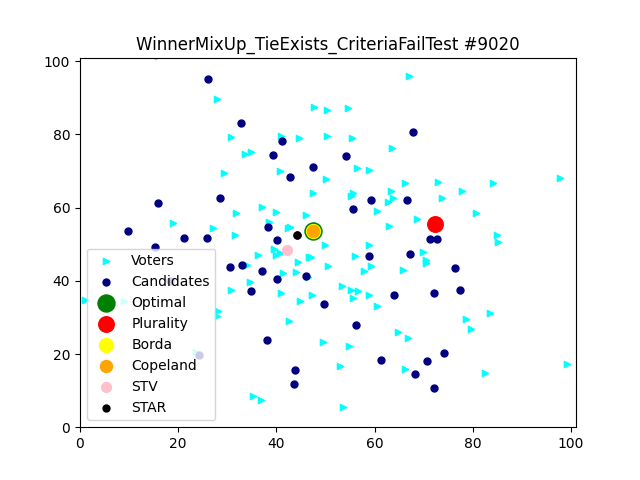 WinnerMixUp_TieExists_CriteriaFailTest #9020
100
80
60
40
20
0
Voters
Candidates
Optimal
Plurality
Borda
Copeland
STV
STAR
0 20 40 60 80 100